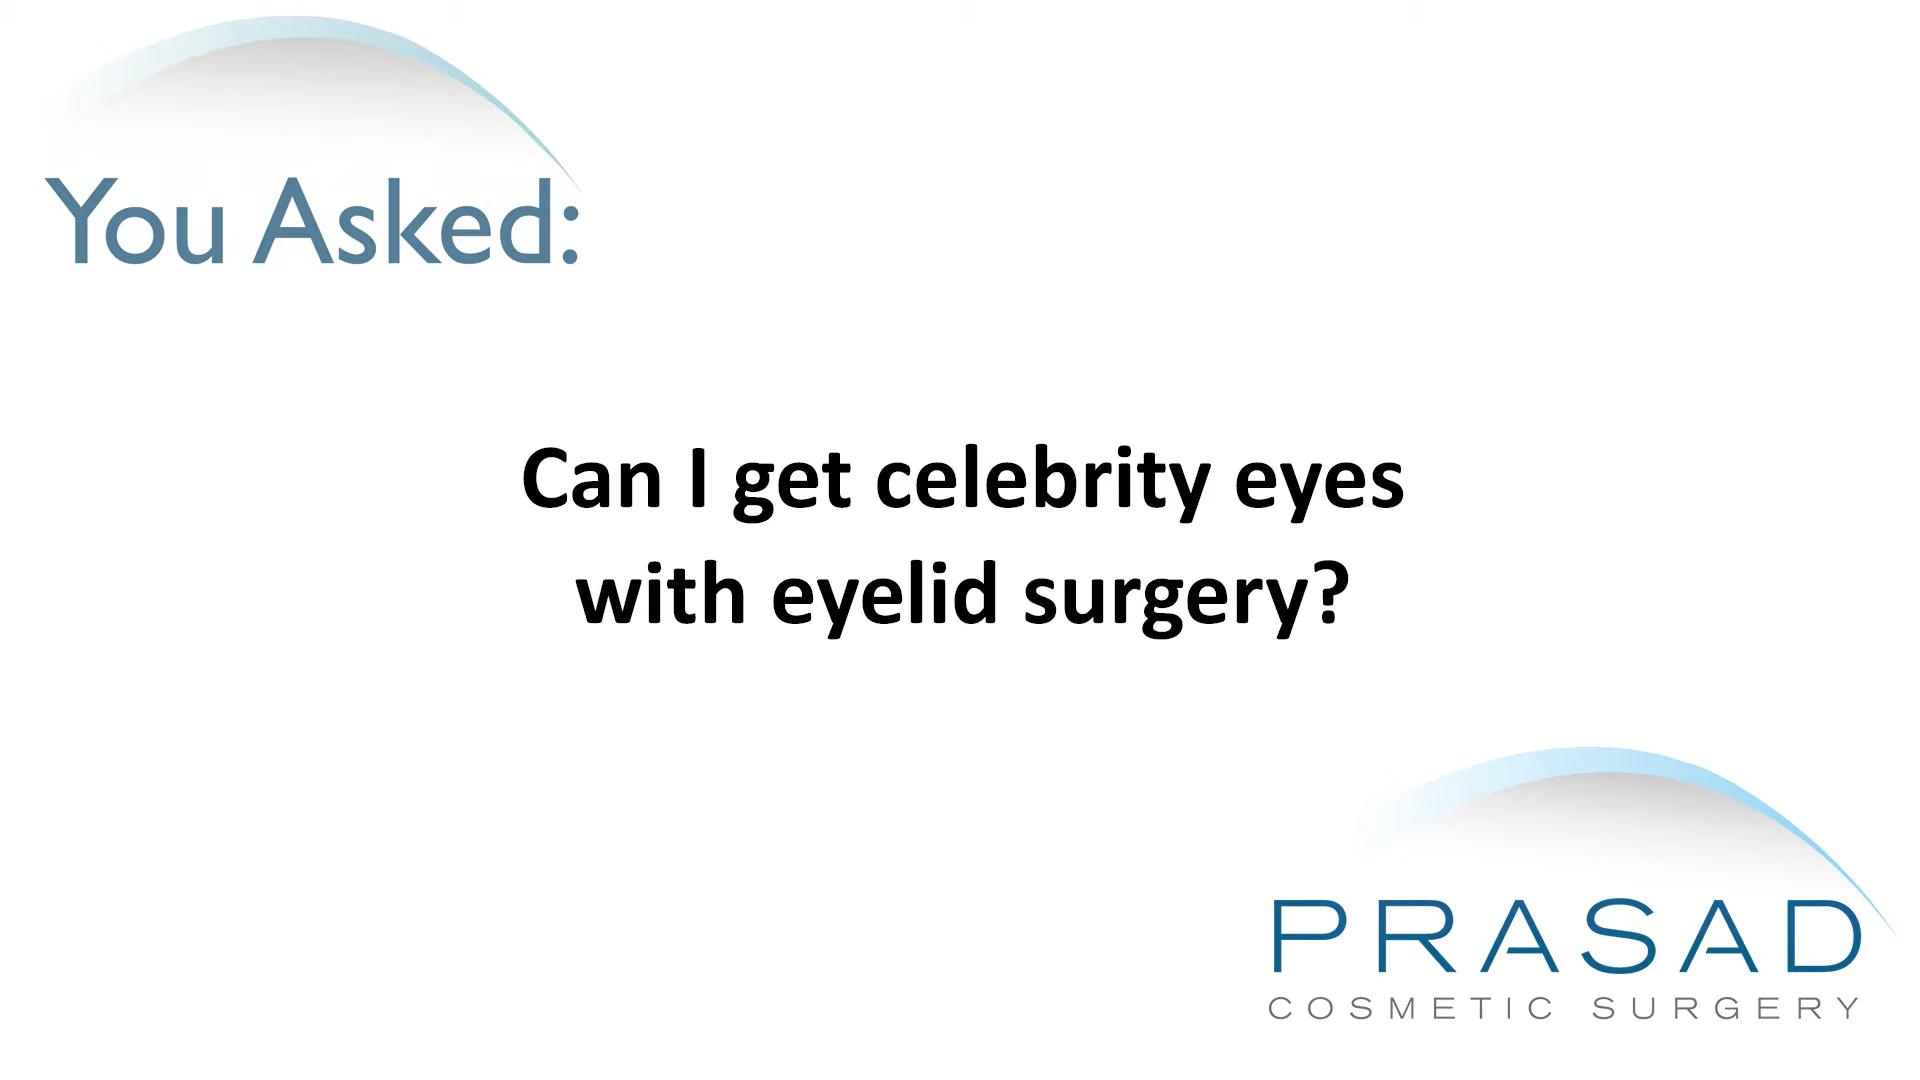 You Asked:
Can I get celebrity eyes
with eyelid surgery?
PRASAD
COSMETIC SURGERY